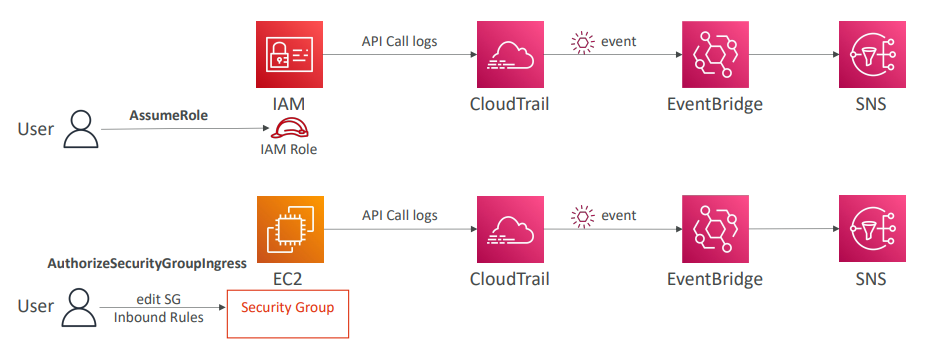 API Call logs
event
IAM
CloudTrail
EventBridge
SNS
User
AssumeRole
IAM Role
API Call logs
event
AuthorizeSecurityGroupIngress
EC2
CloudTrail
EventBridge
SNS
User
edit SG
Inbound Rules
Security Group